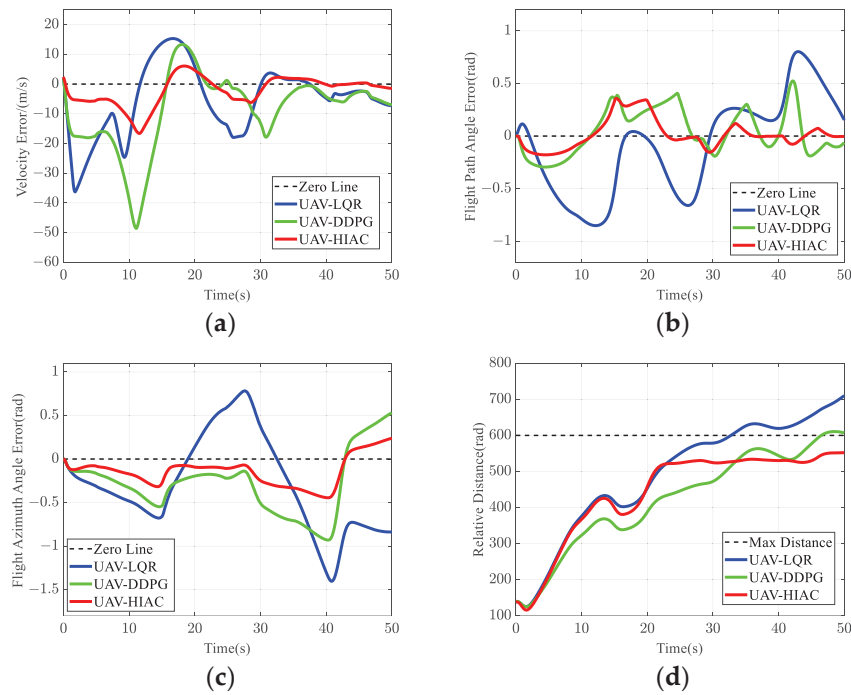 20
10
0
−10
−20
−30
−40
−50
−60
Velocity Error/(m/s)
Zero Line
UAV-LQR
UAV-DDPG
UAV-HIAC
0 10 20 30 40 50
Time(s)
(a)
1
0.5
0
−0.5
−1
Flight Path Angle Error(rad)
Zero Line
UAV-LQR
UAV-DDPG
UAV-HIAC
0 10 20 30 40 50
Time(s)
(b)
1
0.5
0
−0.5
−1
−1.5
Flight Azimuth Angle Error(rad)
Zero Line
UAV-LQR
UAV-DDPG
UAV-HIAC
0 10 20 30 40 50
Time(s)
(c)
800
700
600
500
400
300
200
100
Relative Distance(rad)
Max Distance
UAV-LQR
UAV-DDPG
UAV-HIAC
0 10 20 30 40 50
Time(s)
(d)